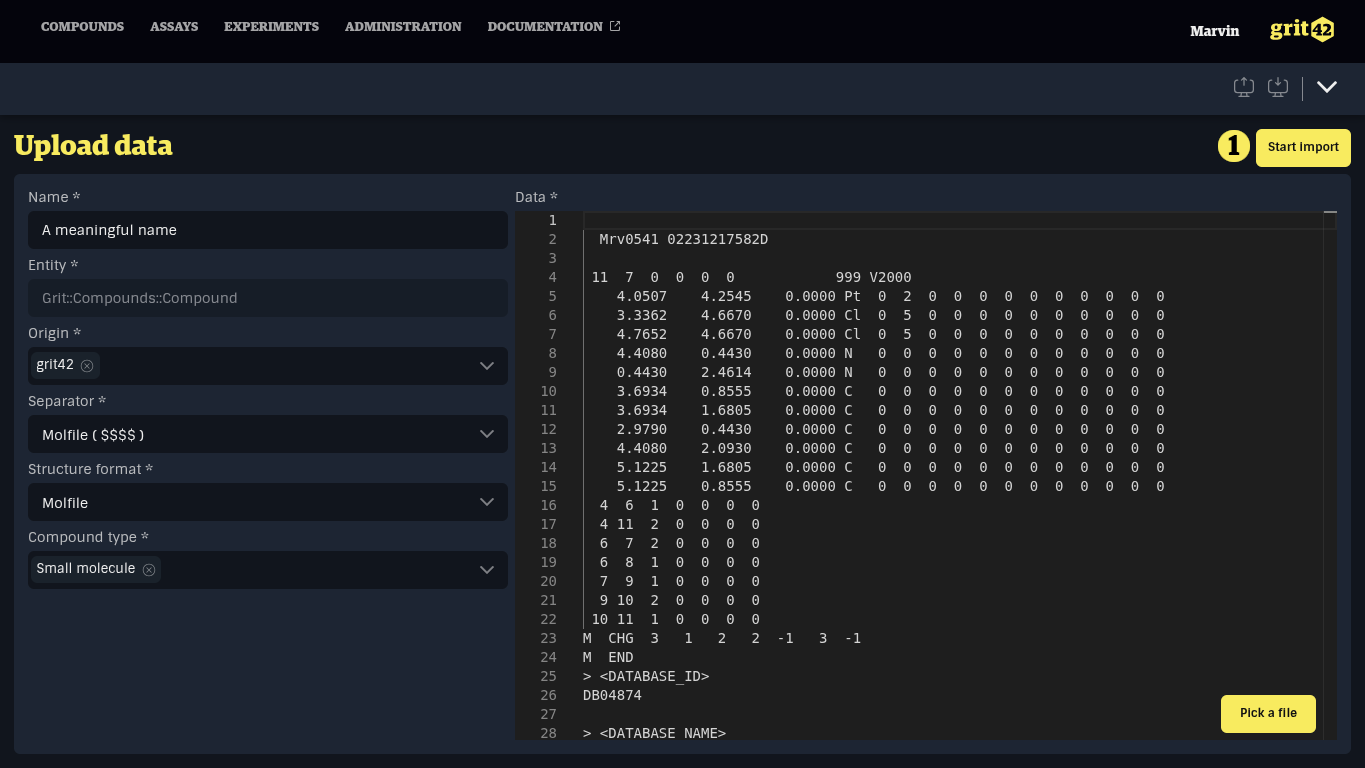 COMPOUNDS ASSAYS EXPERIMENTS ADMINISTRATION DOCUMENTATION Marvin grit42
Upload data
1 Start import
Name *
A meaningful name
Entity *
Grit::Compounds::Compound
Origin *
grit42
Separator *
Molfile ( $$$$ )
Structure format *
Molfile
Compound type *
Small molecule
Data *
1
2   Mrv0541 02231217582D
3
4  11  7  0  0  0  0            999 V2000
5     4.0507    4.2545    0.0000 Pt  0  2  0  0  0  0  0  0  0  0  0  0
6     3.3362    4.6670    0.0000 Cl  0  5  0  0  0  0  0  0  0  0  0  0
7     4.7652    4.6670    0.0000 Cl  0  5  0  0  0  0  0  0  0  0  0  0
8     4.4080    0.4430    0.0000 N   0  0  0  0  0  0  0  0  0  0  0  0
9     0.4430    2.4614    0.0000 N   0  0  0  0  0  0  0  0  0  0  0  0
10     3.6934    0.8555    0.0000 C   0  0  0  0  0  0  0  0  0  0  0  0
11     3.6934    1.6805    0.0000 C   0  0  0  0  0  0  0  0  0  0  0  0
12     2.9790    0.4430    0.0000 C   0  0  0  0  0  0  0  0  0  0  0  0
13     4.4080    2.0930    0.0000 C   0  0  0  0  0  0  0  0  0  0  0  0
14     5.1225    1.6805    0.0000 C   0  0  0  0  0  0  0  0  0  0  0  0
15     5.1225    0.8555    0.0000 C   0  0  0  0  0  0  0  0  0  0  0  0
16   4  6  1  0  0  0  0
17   4 11  2  0  0  0  0
18   6  7  2  0  0  0  0
19   6  8  1  0  0  0  0
20   7  9  1  0  0  0  0
21   9 10  2  0  0  0  0
22  10 11  1  0  0  0  0
23 M  CHG  3   1   2   2  -1   3  -1
24 M  END
25 > <DATABASE_ID>
26 DB04874
27
28 > <DATABASE_NAME>
Pick a file